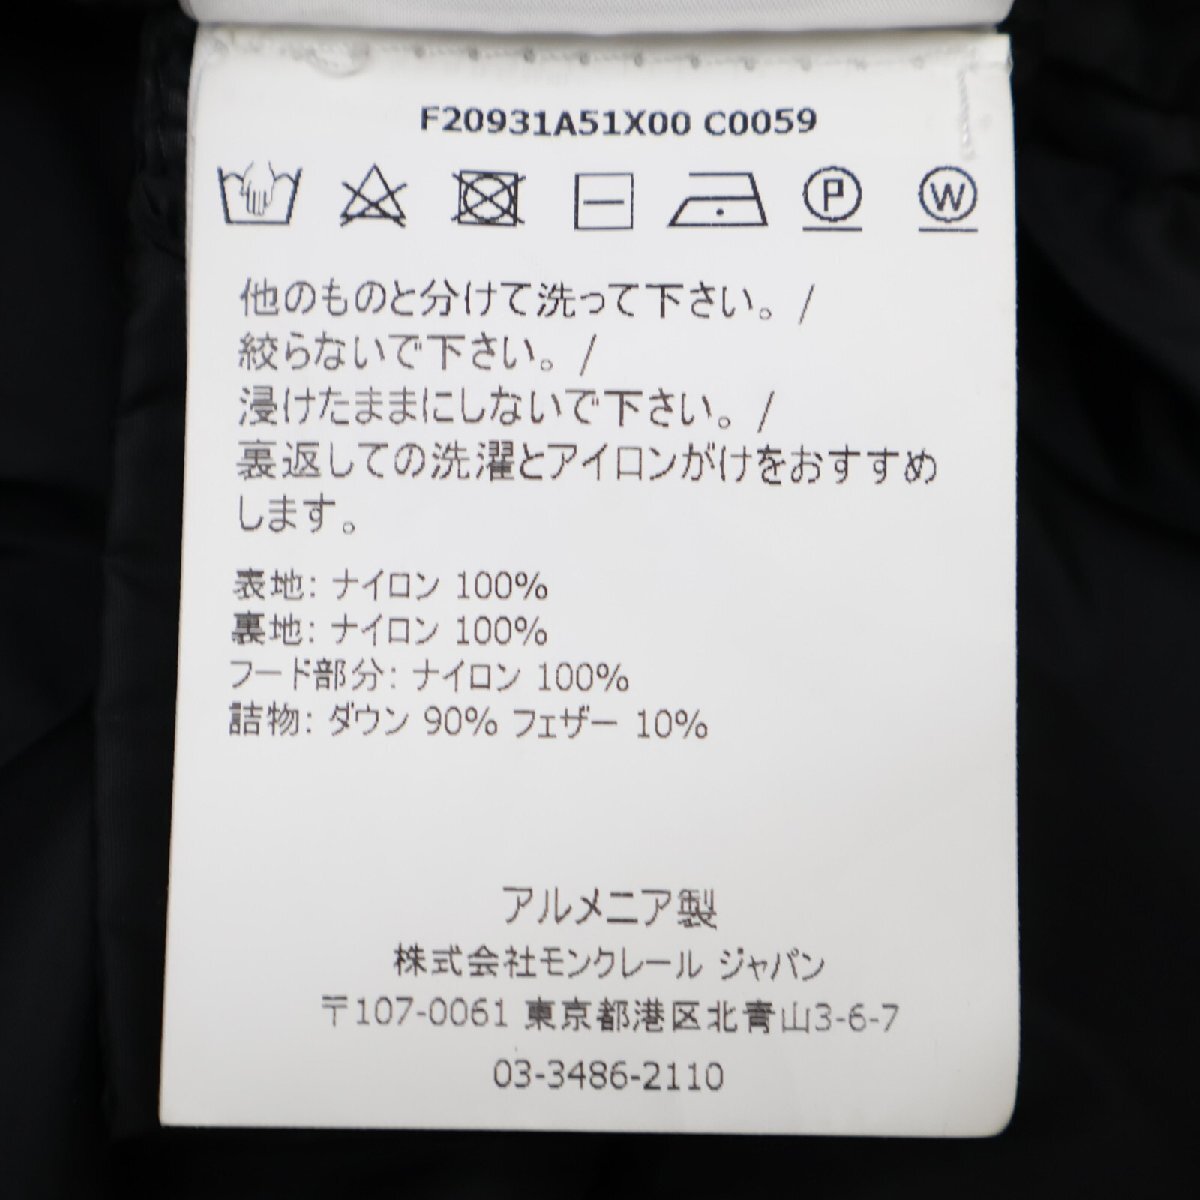 F20931A51X00 C0059
P W
他のものと分けて洗って下さい。/
絞らないで下さい。/
浸けたままにしないで下さい。/
裏返しての洗濯とアイロンがけをおすすめ
します。
表地: ナイロン 100%
裏地: ナイロン 100%
フード部分: ナイロン 100%
詰物: ダウン 90% フェザー 10%
アルメニア製
株式会社モンクレール ジャパン
〒107-0061 東京都港区北青山3-6-7
03-3486-2110